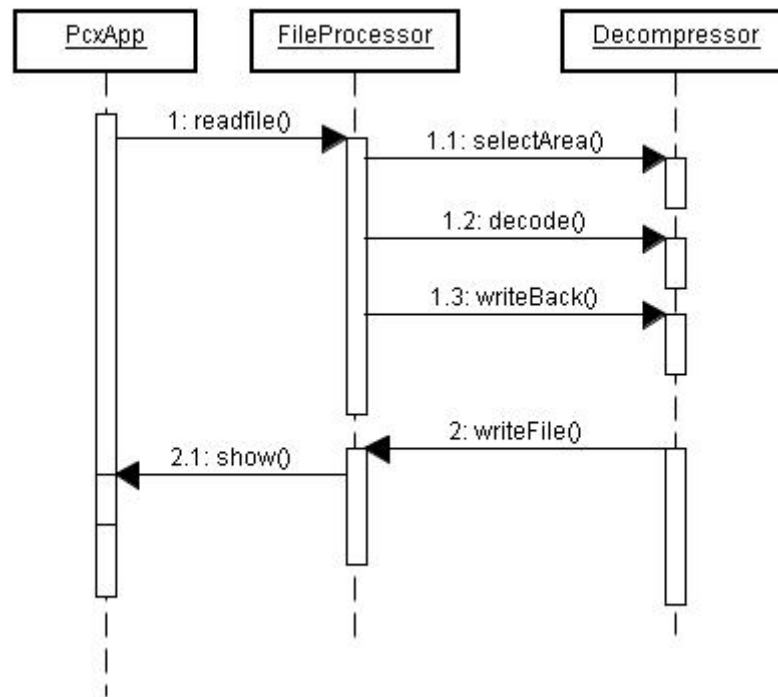 PcxApp
FileProcessor
Decompressor
1: readfile()
1.1: selectArea()
1.2: decode()
1.3: writeBack()
2: writeFile()
2.1: show()